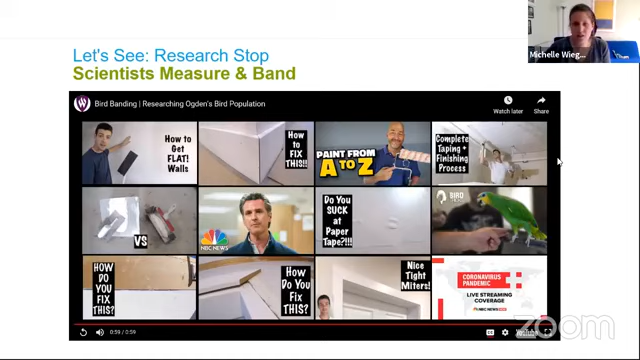 Let's See: Research Stop
Scientists Measure & Band
Michelle Wieg...
Bird Banding | Researching Ogden's Bird Population
Watch later
Share
How to
Get
FLAT!
Walls
How
to
FIX
THIS!!
PAINT FROM
A TO Z
Complete
Taping +
Finishing
Process
VS
NBC NEWS
Do You
SUCK
at
Paper
Tape?!!!
BIRD
HOW
DO YOU
FIX
THIS?
How
Do You
Fix
THIS!
Nice
Tight
Miters!
CORONAVIRUS
PANDEMIC
LIVE STREAMING
COVERAGE
NBC NEWS
0:59 / 0:59
CC
YouTube
zoom